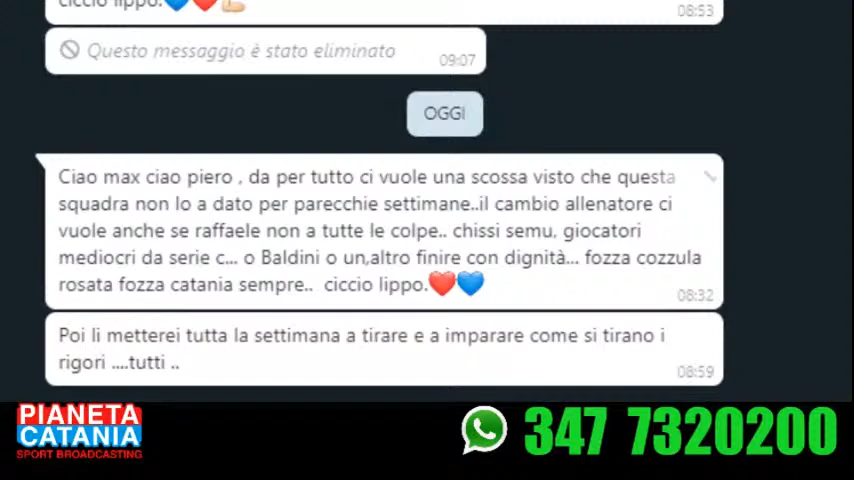 ciccio lippo.💙❤️💪🏼
08:53
Questo messaggio è stato eliminato
09:07
OGGI
Ciao max ciao piero , da per tutto ci vuole una scossa visto che questa
squadra non lo a dato per parecchie settimane..il cambio allenatore ci
vuole anche se raffaele non a tutte le colpe.. chissi semu, giocatori
mediocri da serie c... o Baldini o un,altro finire con dignità... fozza cozzula
rosata fozza catania sempre.. ciccio lippo.❤️💙
08:32
Poi li metterei tutta la settimana a tirare e a imparare come si tirano i
rigori ....tutti ..
08:59
PIANETA
CATANIA
SPORT BROADCASTING
347 7320200